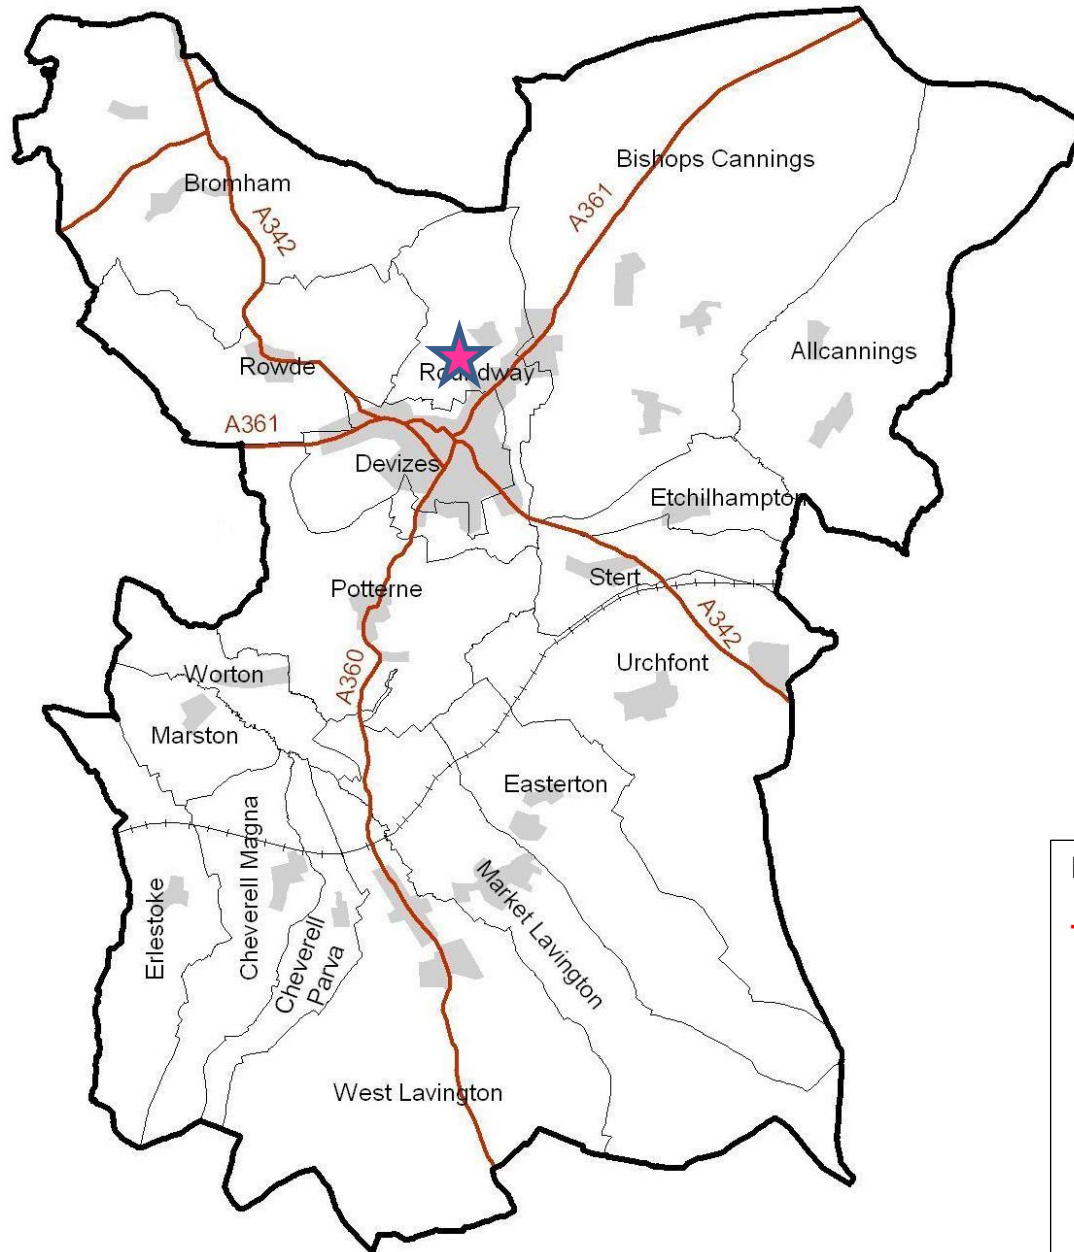 Bishops Cannings
Bromham
A361
A342
Allcannings
Rowde
Roundway
A361
Devizes
Etchilhampton
Stert
Potterne
A342
Urchfont
A360
Worton
Marston
Easterton
Cheverell Magna
Market Lavington
Erlestoke
Cheverell
Parva
West Lavington